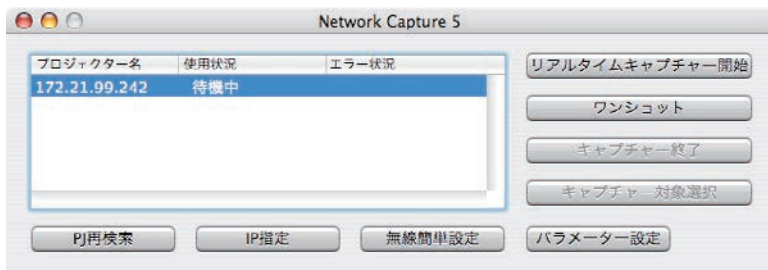 Network Capture 5
プロジェクター名 使用状況 エラー状況
172.21.99.242 待機中
リアルタイムキャプチャー開始
ワンショット
キャプチャー終了
キャプチャー対象選択
PJ再検索 IP指定 無線簡単設定 パラメーター設定